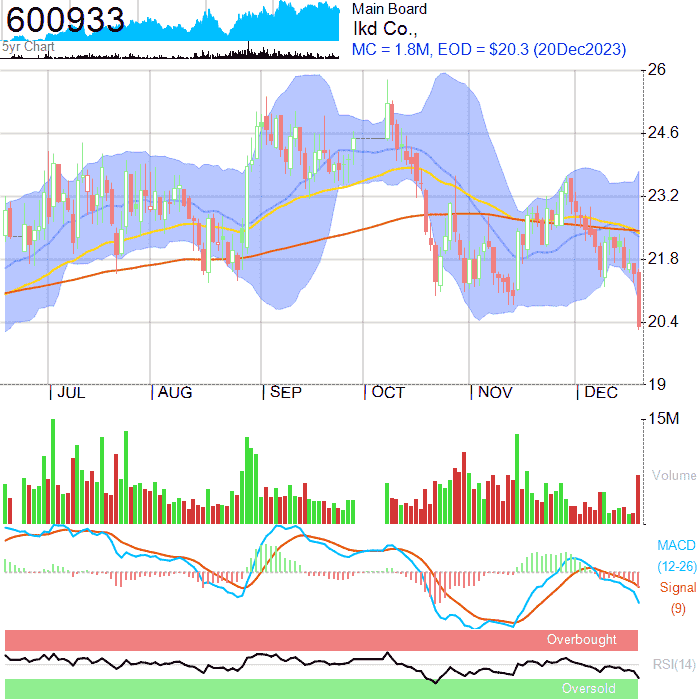 600933
5yr Chart
Main Board
Ikd Co.,
MC = 1.8M, EOD = $20.3 (20Dec2023)
26
24.6
23.2
21.8
20.4
19
JUL AUG SEP OCT NOV DEC
15M
Volume
MACD
(12-26)
Signal
(9)
Overbought
RSI(14)
Oversold